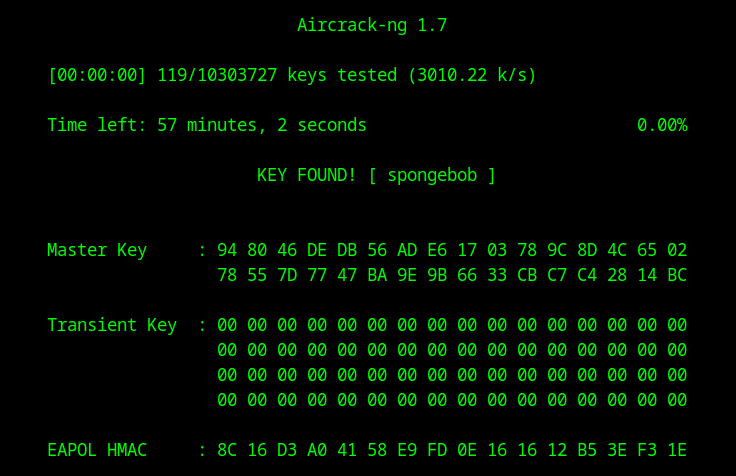 Aircrack-ng 1.7
[00:00:00] 119/10303727 keys tested (3010.22 k/s)
Time left: 57 minutes, 2 seconds 0.00%
KEY FOUND! [ spongebob ]
Master Key : 94 80 46 DE DB 56 AD E6 17 03 78 9C 8D 4C 65 02
78 55 7D 77 47 BA 9E 9B 66 33 CB C7 C4 28 14 BC
Transient Key : 00 00 00 00 00 00 00 00 00 00 00 00 00 00 00 00
00 00 00 00 00 00 00 00 00 00 00 00 00 00 00 00
00 00 00 00 00 00 00 00 00 00 00 00 00 00 00 00
00 00 00 00 00 00 00 00 00 00 00 00 00 00 00 00
EAPOL HMAC : 8C 16 D3 A0 41 58 E9 FD 0E 16 16 12 B5 3E F3 1E